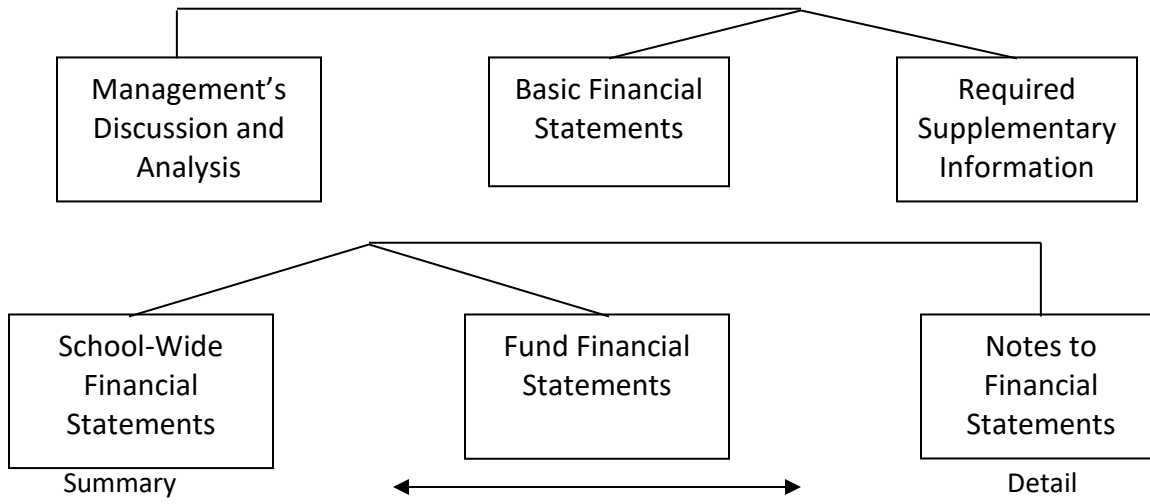 Management’s
Discussion and
Analysis
Basic Financial
Statements
Required
Supplementary
Information
School-Wide
Financial
Statements
Fund Financial
Statements
Notes to
Financial
Statements
Summary
Detail